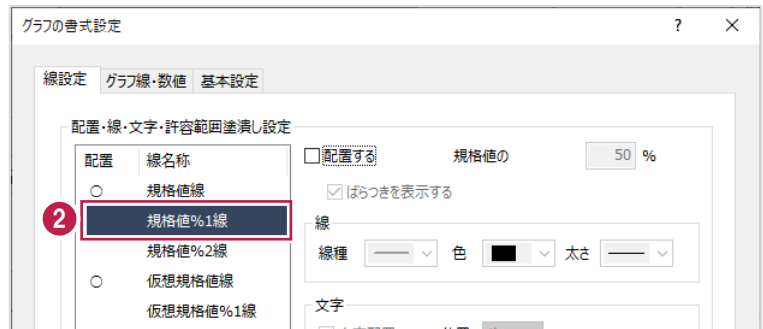 グラフの書式設定 ? ×
線設定 グラフ線・数値 基本設定
配置・線・文字・許容範囲塗潰し設定
配置 線名称
○ 規格値線
2 規格値%1線
規格値%2線
○ 仮想規格値線
仮想規格値%1線
配置する 規格値の 50 %
ばらつきを表示する
線
線種 色 太さ
文字